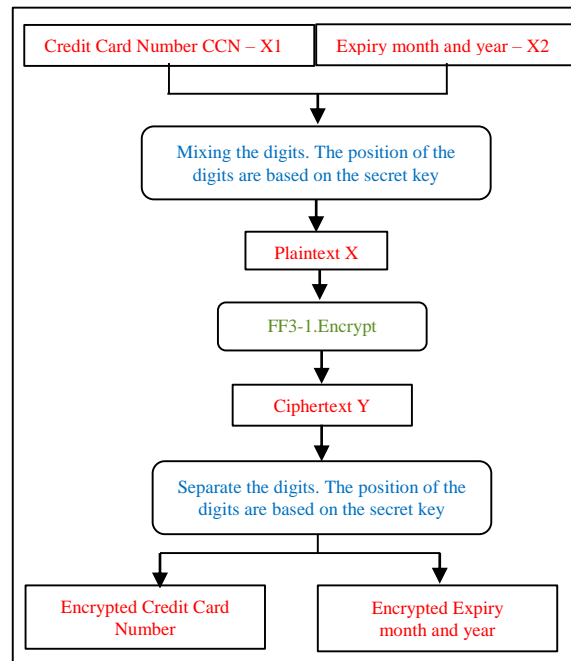 Credit Card Number CCN – X1
Expiry month and year – X2
Mixing the digits. The position of the
digits are based on the secret key
Plaintext X
FF3-1.Encrypt
Ciphertext Y
Separate the digits. The position of the
digits are based on the secret key
Encrypted Credit Card
Number
Encrypted Expiry
month and year